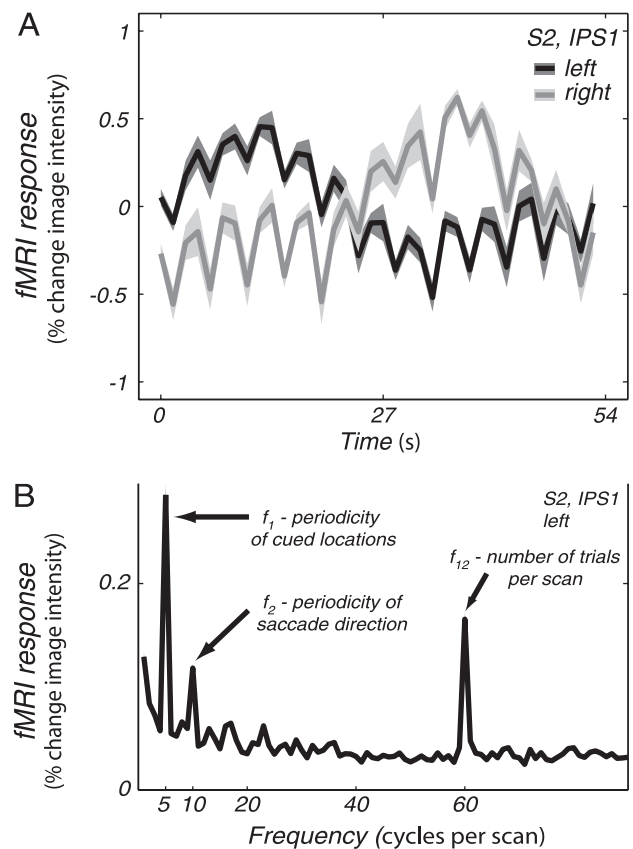 A
S2, IPS1
left
right
fMRI response
(% change image intensity)
1
0.5
0
-0.5
-1
0
27
54
Time (s)
B
S2, IPS1
left
f1 - periodicity
of cued locations
f12 - number of trials
per scan
f2 - periodicity of
saccade direction
fMRI response
(% change image intensity)
0.2
0
5 10 20 40 60
Frequency (cycles per scan)